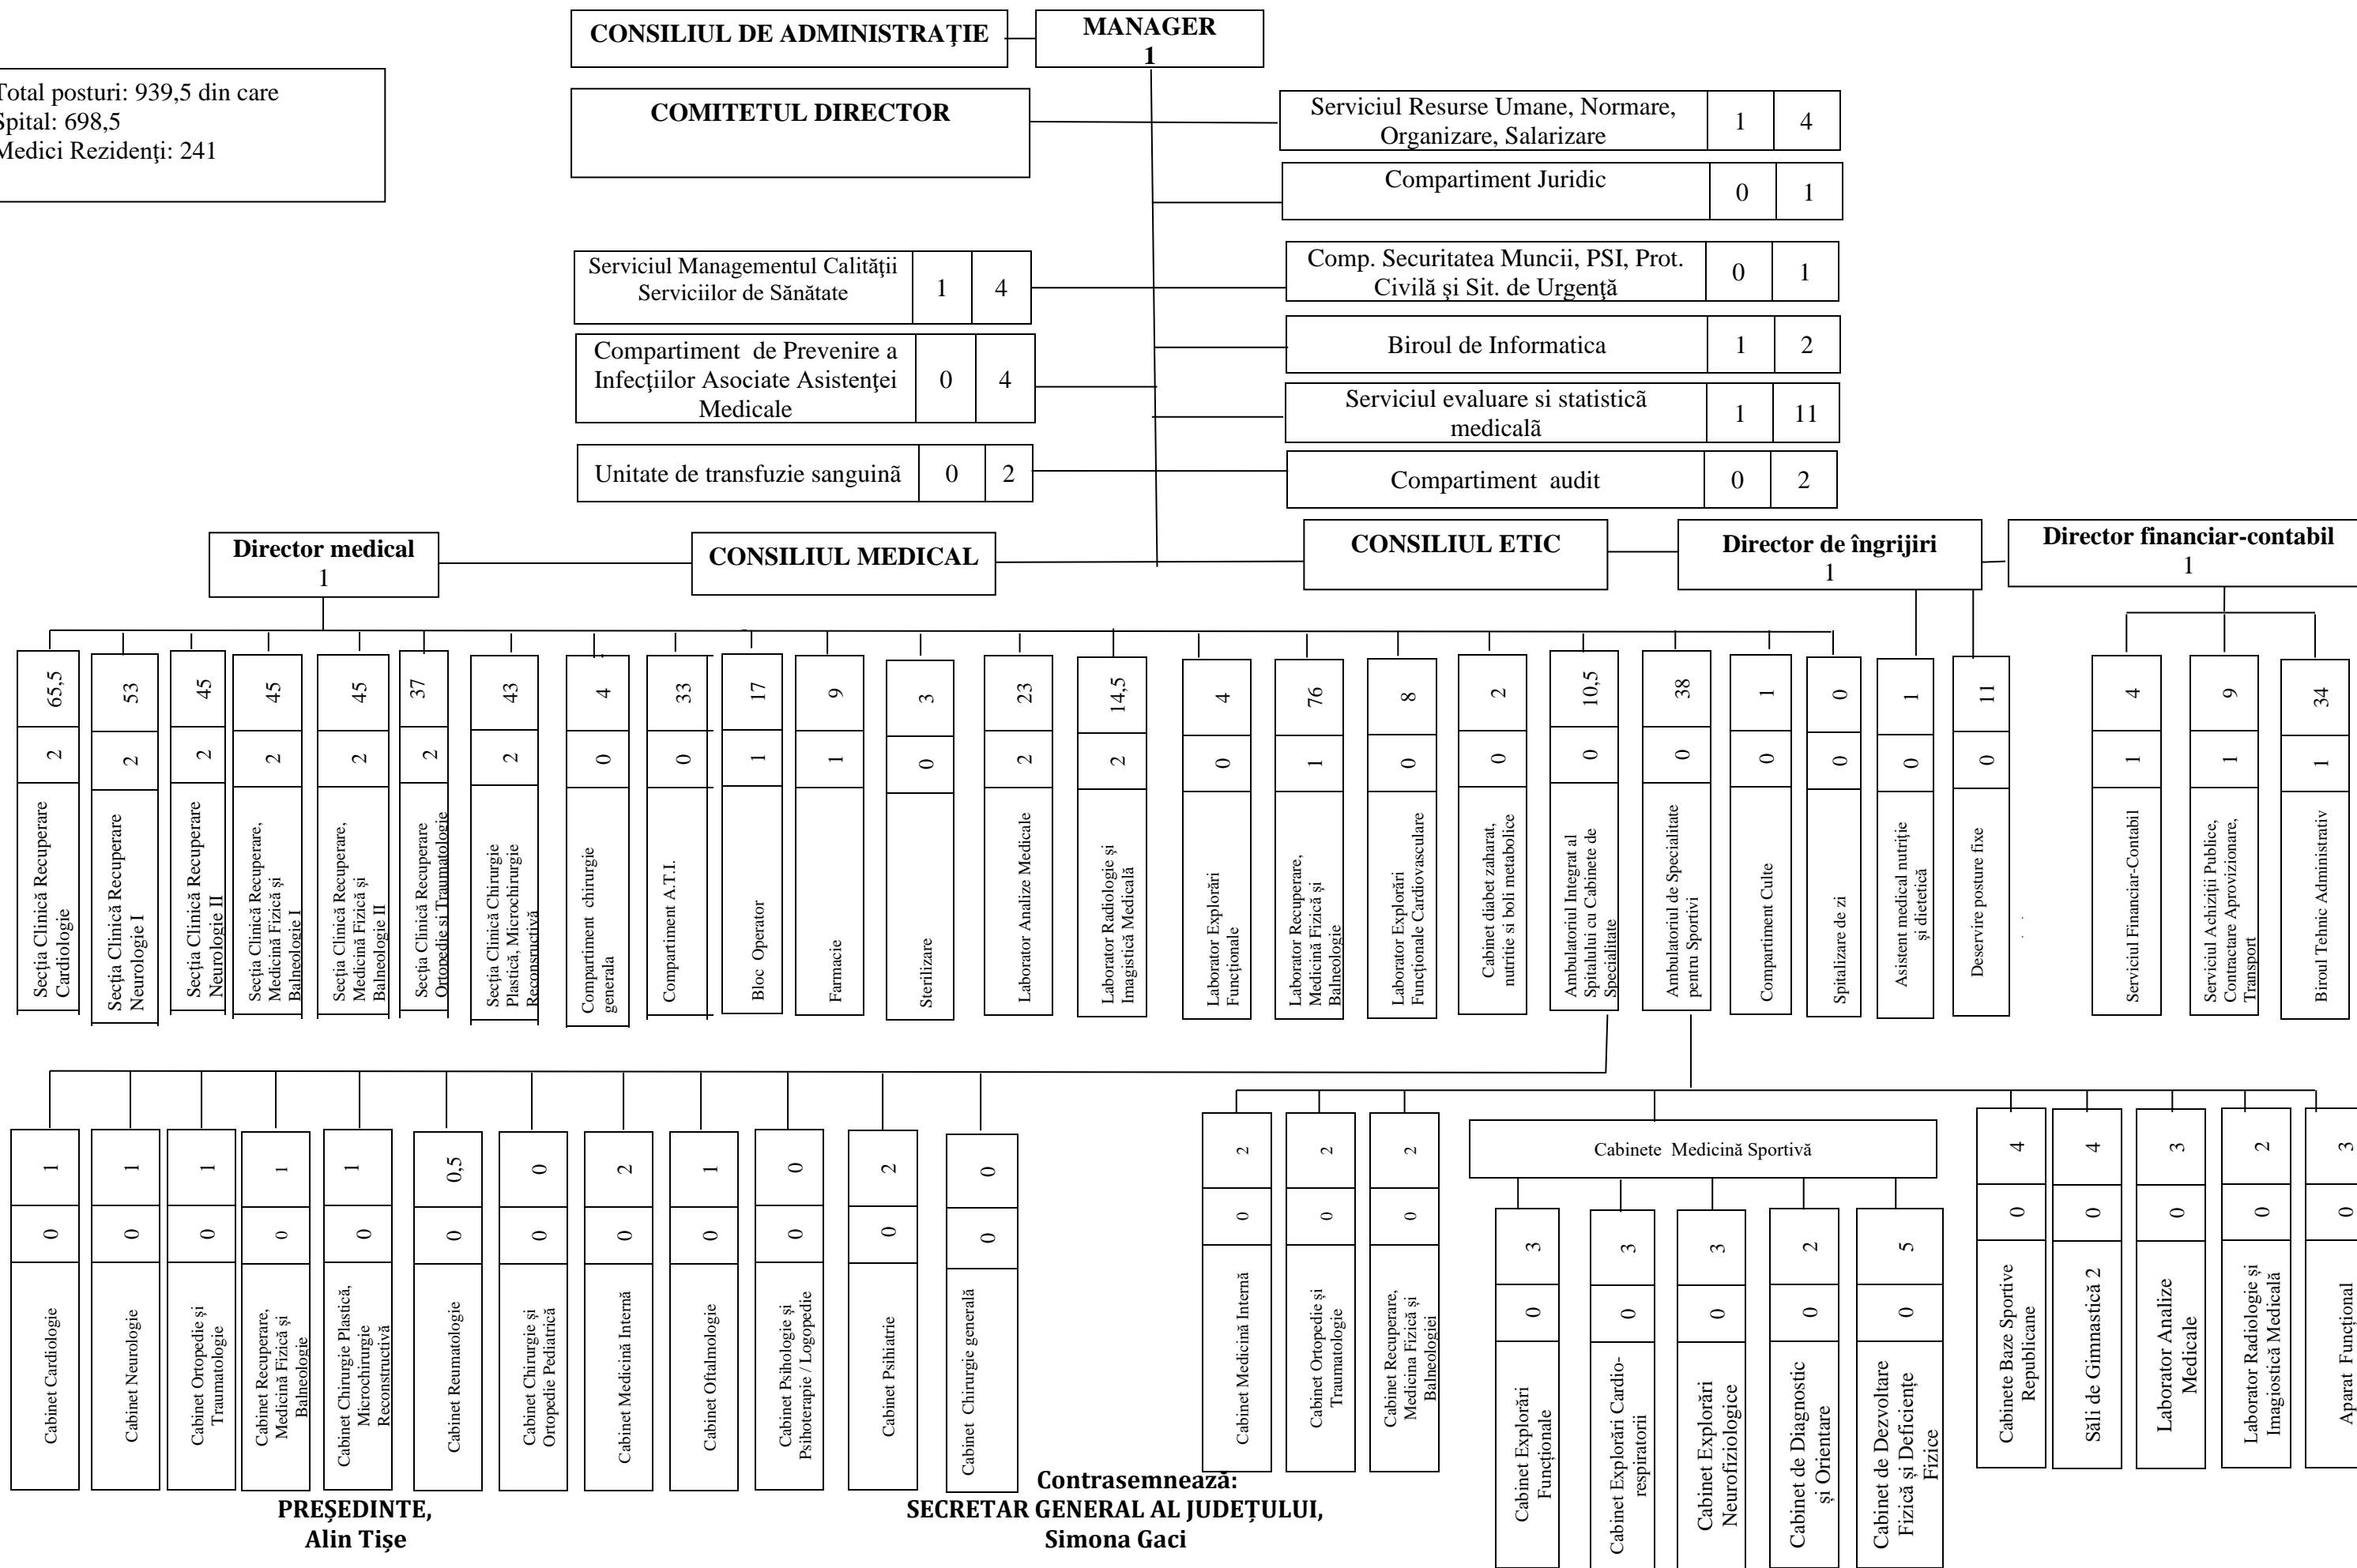 CONSILIUL DE ADMINISTRAŢIE
MANAGER
1
Total posturi: 939,5 din care
Spital: 698,5
Medici Rezidenţi: 241
COMITETUL DIRECTOR
Serviciul Resurse Umane, Normare,
Organizare, Salarizare
1
4
Compartiment Juridic
0
1
Serviciul Managementul Calităţii
Serviciilor de Sănătate
1
4
Comp. Securitatea Muncii, PSI, Prot.
Civilă şi Sit. de Urgenţă
0
1
Compartiment de Prevenire a
Infecţiilor Asociate Asistenţei
Medicale
0
4
Biroul de Informatica
1
2
Serviciul evaluare si statisticã
medicalã
1
11
Unitate de transfuzie sanguinã
0
2
Compartiment audit
0
2
Director medical
1
CONSILIUL MEDICAL
CONSILIUL ETIC
Director de îngrijiri
1
Director financiar-contabil
1
65,5
2
Secția Clinică Recuperare
Cardiologie
53
2
Secția Clinică Recuperare
Neurologie I
45
2
Secția Clinică Recuperare
Neurologie II
45
2
Secția Clinică Recuperare,
Medicină Fizică și
Balneologie I
45
2
Secția Clinică Recuperare,
Medicină Fizică și
Balneologie II
37
2
Secția Clinică Recuperare
Ortopedie si Traumatologie
43
2
Secția Clinică Chirurgie
Plastică, Microchirurgie
Reconstructivă
4
0
Compartiment chirurgie
generala
33
0
Compartiment A.T.I.
17
1
Bloc Operator
9
1
Farmacie
3
0
Sterilizare
23
2
Laborator Analize Medicale
14,5
2
Laborator Radiologie și
Imagistică Medicală
4
0
Laborator Explorări
Funcționale
76
1
Laborator Recuperare,
Medicină Fizică și
Balneologie
8
0
Laborator Explorări
Funcționale Cardiovasculare
2
0
Cabinet diabet zaharat,
nutritie si boli metabolice
10,5
0
Ambulatoriul Integrat al
Spitalului cu Cabinete de
Specialitate
38
0
Ambulatoriul de Specialitate
pentru Sportivi
1
0
Compartiment Culte
0
0
Spitalizare de zi
1
0
Asistent medical nutriție
și dietetică
11
0
Deservire posture fixe
4
1
Serviciul Financiar-Contabil
9
1
Serviciul Achiziții Publice,
Contractare Aprovizionare,
Transport
34
1
Biroul Tehnic Administrativ
1
0
Cabinet Cardiologie
1
0
Cabinet Neurologie
1
0
Cabinet Ortopedie și
Traumatologie
1
0
Cabinet Recuperare,
Medicină Fizică și
Balneologie
1
0
Cabinet Chirurgie Plastică,
Microchirurgie
Reconstructivă
0,5
0
Cabinet Reumatologie
0
0
Cabinet Chirurgie și
Ortopedie Pediatrică
2
0
Cabinet Medicină Internă
1
0
Cabinet Oftalmologie
0
0
Cabinet Psihologie și
Psihoterapie / Logopedie
2
0
Cabinet Psihiatrie
0
0
Cabinet Chirurgie generală
2
0
Cabinet Medicină Internă
2
0
Cabinet Ortopedie și
Traumatologie
2
0
Cabinet Recuperare,
Medicina Fizică și
Balneologiei
Cabinete Medicină Sportivă
3
0
Cabinet Explorări
Funcționale
3
0
Cabinet Explorări Cardio-
respiratorii
3
0
Cabinet Explorări
Neurofiziologice
2
0
Cabinet de Diagnostic
și Orientare
5
0
Cabinet de Dezvoltare
Fizică și Deficiențe
Fizice
4
0
Cabinete Baze Sportive
Republicane
4
0
Săli de Gimnastică 2
3
0
Laborator Analize
Medicale
2
0
Laborator Radiologie și
Imagiostică Medicală
3
0
Aparat Funcțional
PREȘEDINTE,
Alin Tișe
Contrasemnează:
SECRETAR GENERAL AL JUDEȚULUI,
Simona Gaci